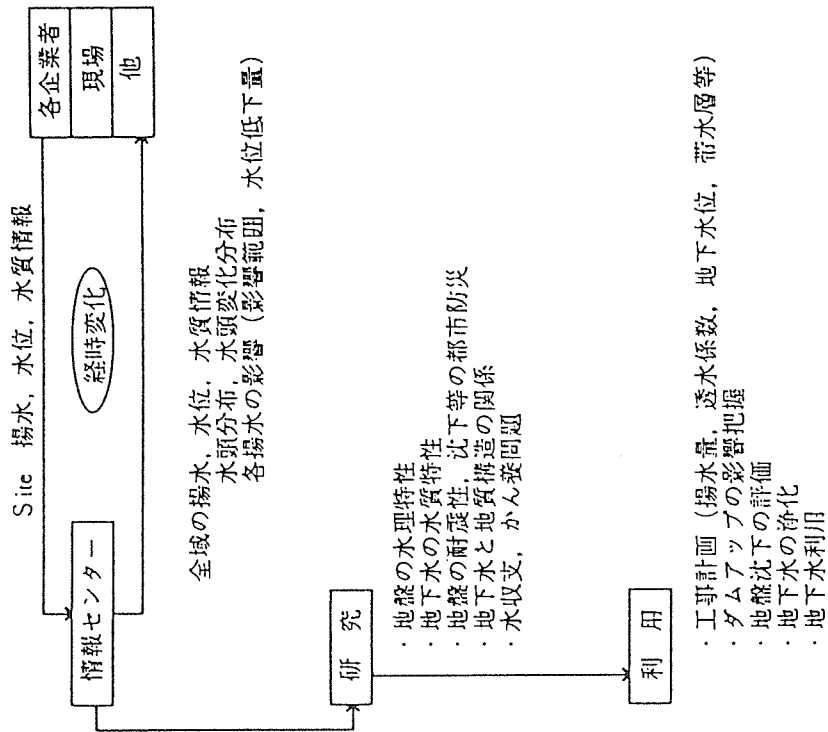 Site 揚水，水位，水質情報
各企業者
現場
他
経時変化
情報センター
全域の揚水，水位，水質情報
水頭分布，水頭変化分布
各揚水の影響（影響範囲，水位低下量）
研究
・地盤の水理特性
・地下水の水質特性
・地盤の耐震性，沈下等の都市防災
・地下水と地質構造の関係
・水収支，かん養問題
利用
・工事計画（揚水量，透水係数，地下水位，帯水層等）
・ダムアップの影響把握
・地盤沈下の評価
・地下水の浄化
・地下水利用